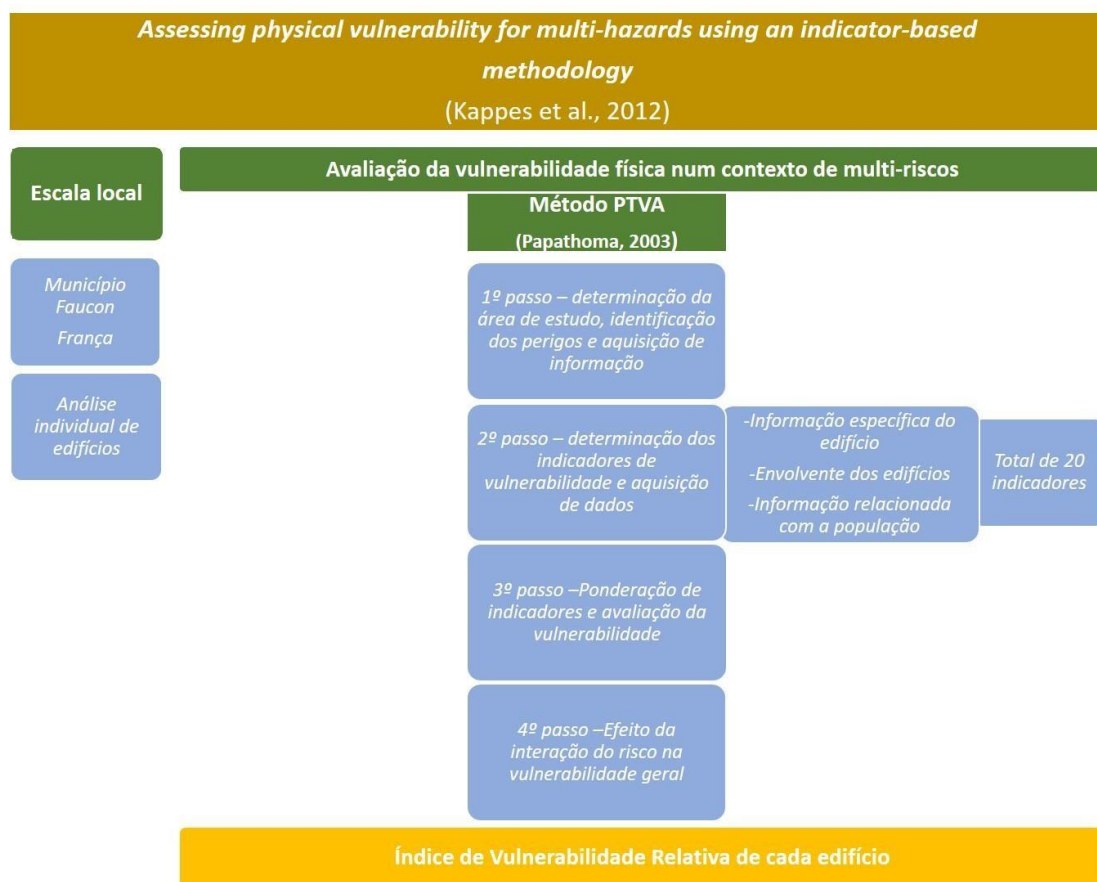 Assessing physical vulnerability for multi-hazards using an indicator-based
methodology
(Kappes et al., 2012)
Escala local
Avaliação da vulnerabilidade física num contexto de multi-riscos
Método PTVA
(Papathoma, 2003)
Município
Faucon
França
Análise
individual de
edifícios
1º passo – determinação da
área de estudo, identificação
dos perigos e aquisição de
informação
2º passo – determinação dos
indicadores de
vulnerabilidade e aquisição
de dados
-Informação específica do
edifício
-Envolvente dos edifícios
-Informação relacionada
com a população
Total de 20
indicadores
3º passo –Ponderação de
indicadores e avaliação da
vulnerabilidade
4º passo –Efeito da
interação do risco na
vulnerabilidade geral
Índice de Vulnerabilidade Relativa de cada edifício